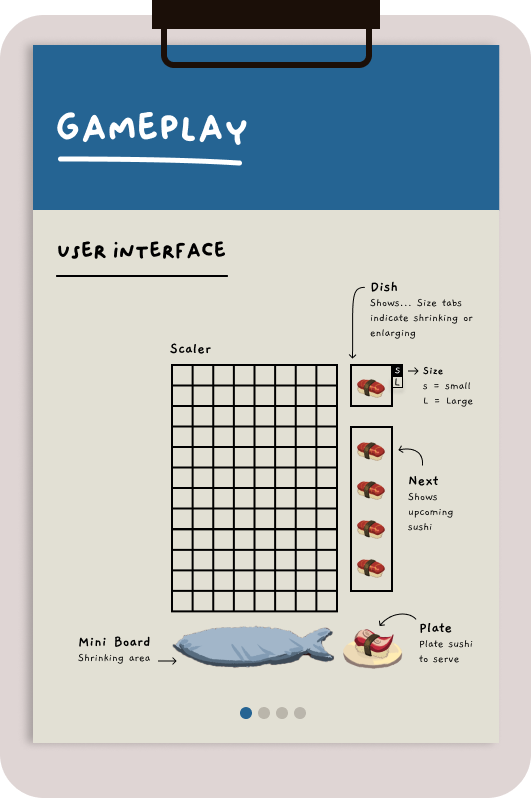 GAMEPLAY
USER iNTERFACE
Dish
Shows... Size tabs
indicate shrinking or
enlarging
Scaler
S
L
Size
s = small
L = Large
Next
Shows
upcoming
sushi
Plate
Plate sushi
to serve
Mini Board
Shrinking area